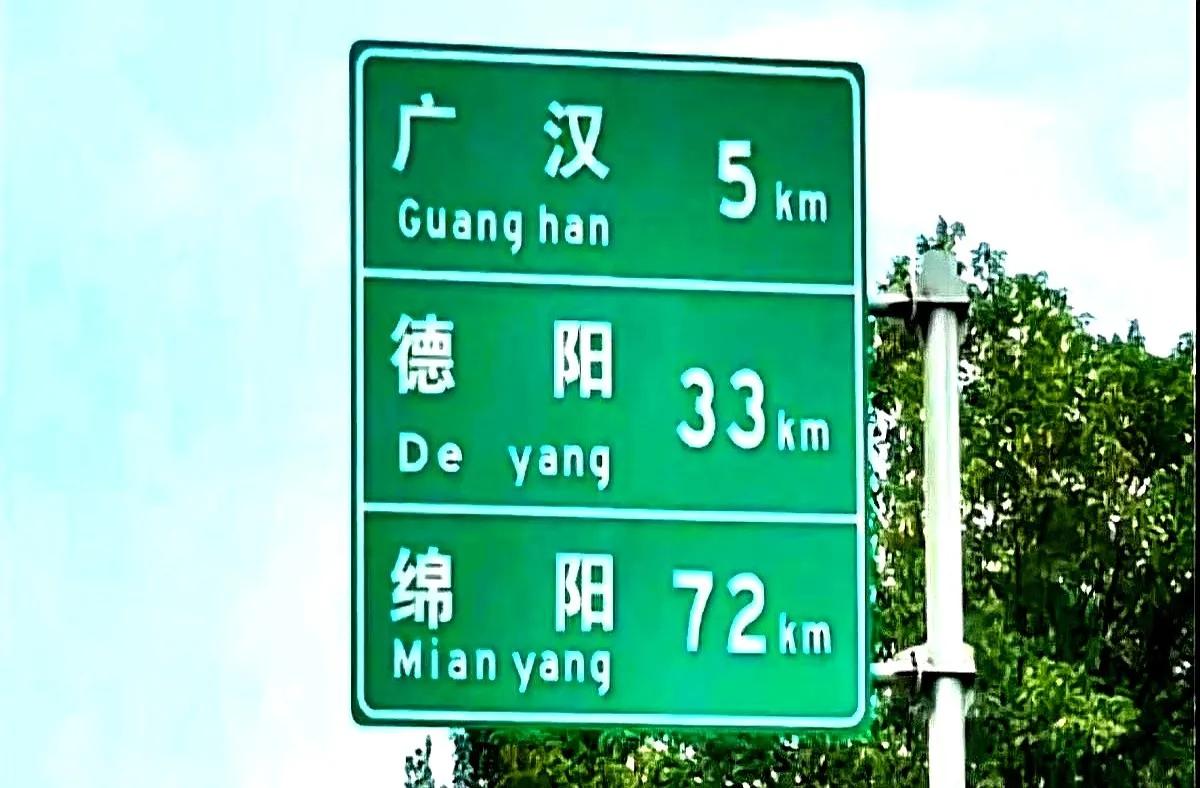 广汉 5 km
Guang han
德阳 33 km
De yang
绵阳 72 km
Mian yang